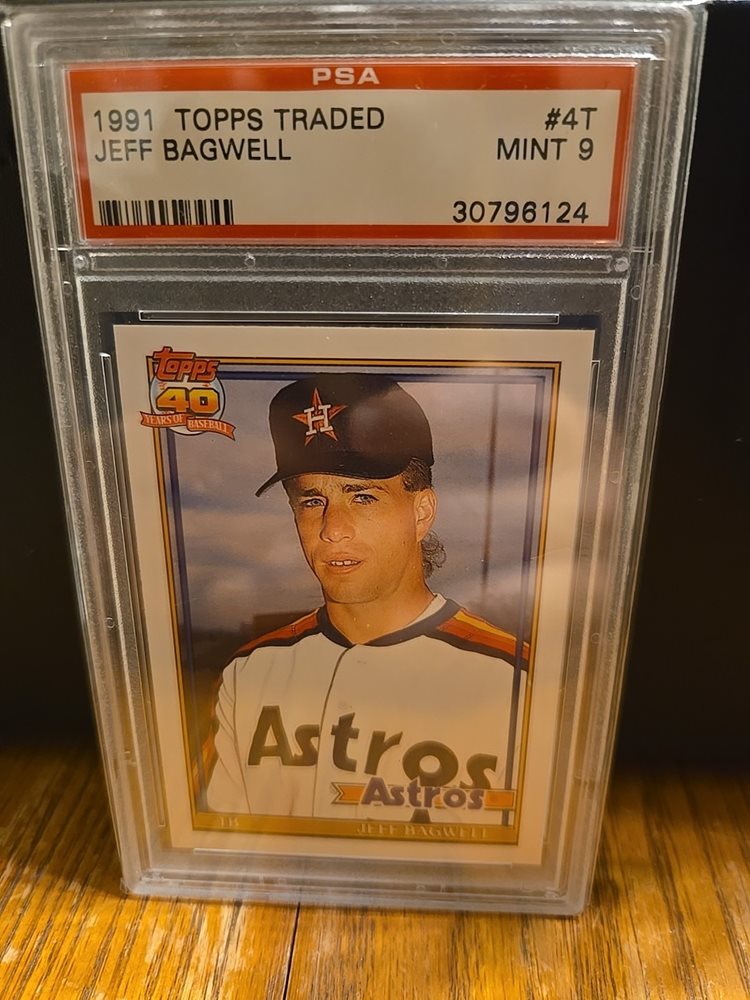 PSA
1991 TOPPS TRADED #4T
JEFF BAGWELL MINT 9
30796124
topps
40
YEARS OF BASEBALL
H
Astros
Astros
1B JEFF BAGWELL